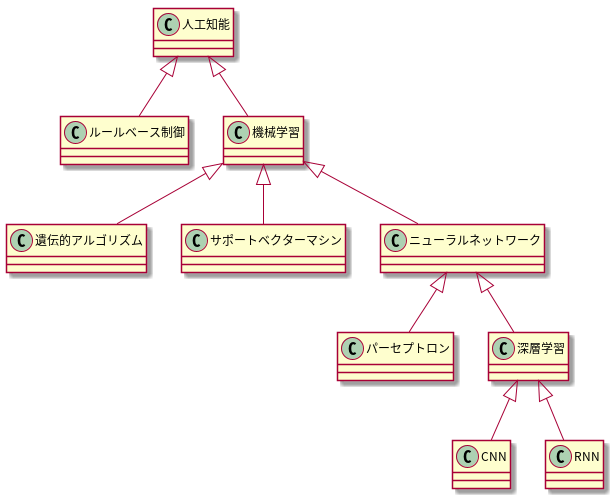 C 人工知能
C ルールベース制御
C 機械学習
C 遺伝的アルゴリズム
C サポートベクターマシン
C ニューラルネットワーク
C パーセプトロン
C 深層学習
C CNN
C RNN